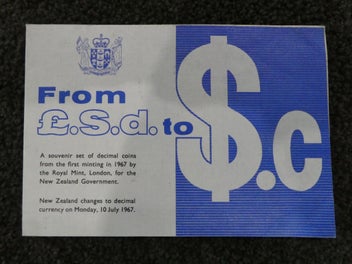 From
£.S.d. to
$.c
A souvenir set of decimal coins
from the first minting in 1967 by
the Royal Mint, London, for the
New Zealand Government.
New Zealand changes to decimal
currency on Monday, 10 July 1967.